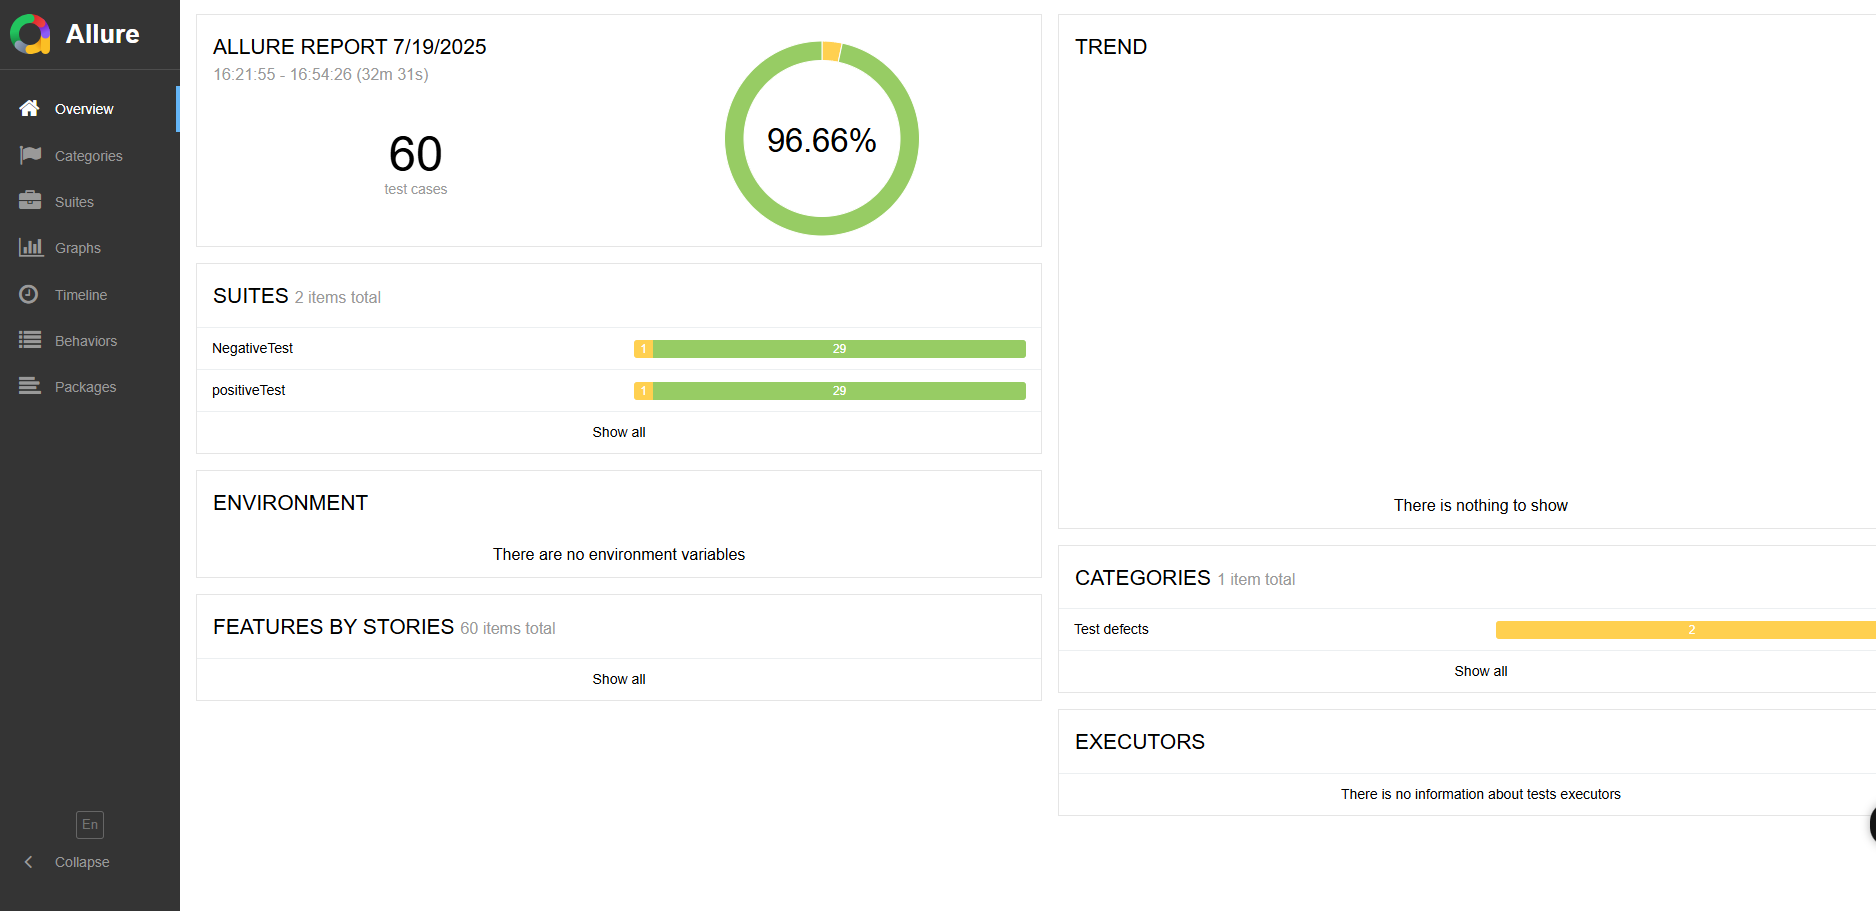 Allure
Overview
Categories
Suites
Graphs
Timeline
Behaviors
Packages
En
Collapse
ALLURE REPORT 7/19/2025
16:21:55 - 16:54:26 (32m 31s)
60
test cases
96.66%
SUITES 2 items total
NegativeTest 1 29
positiveTest 1 29
Show all
ENVIRONMENT
There are no environment variables
FEATURES BY STORIES 60 items total
Show all
TREND
There is nothing to show
CATEGORIES 1 item total
Test defects 2
Show all
EXECUTORS
There is no information about tests executors